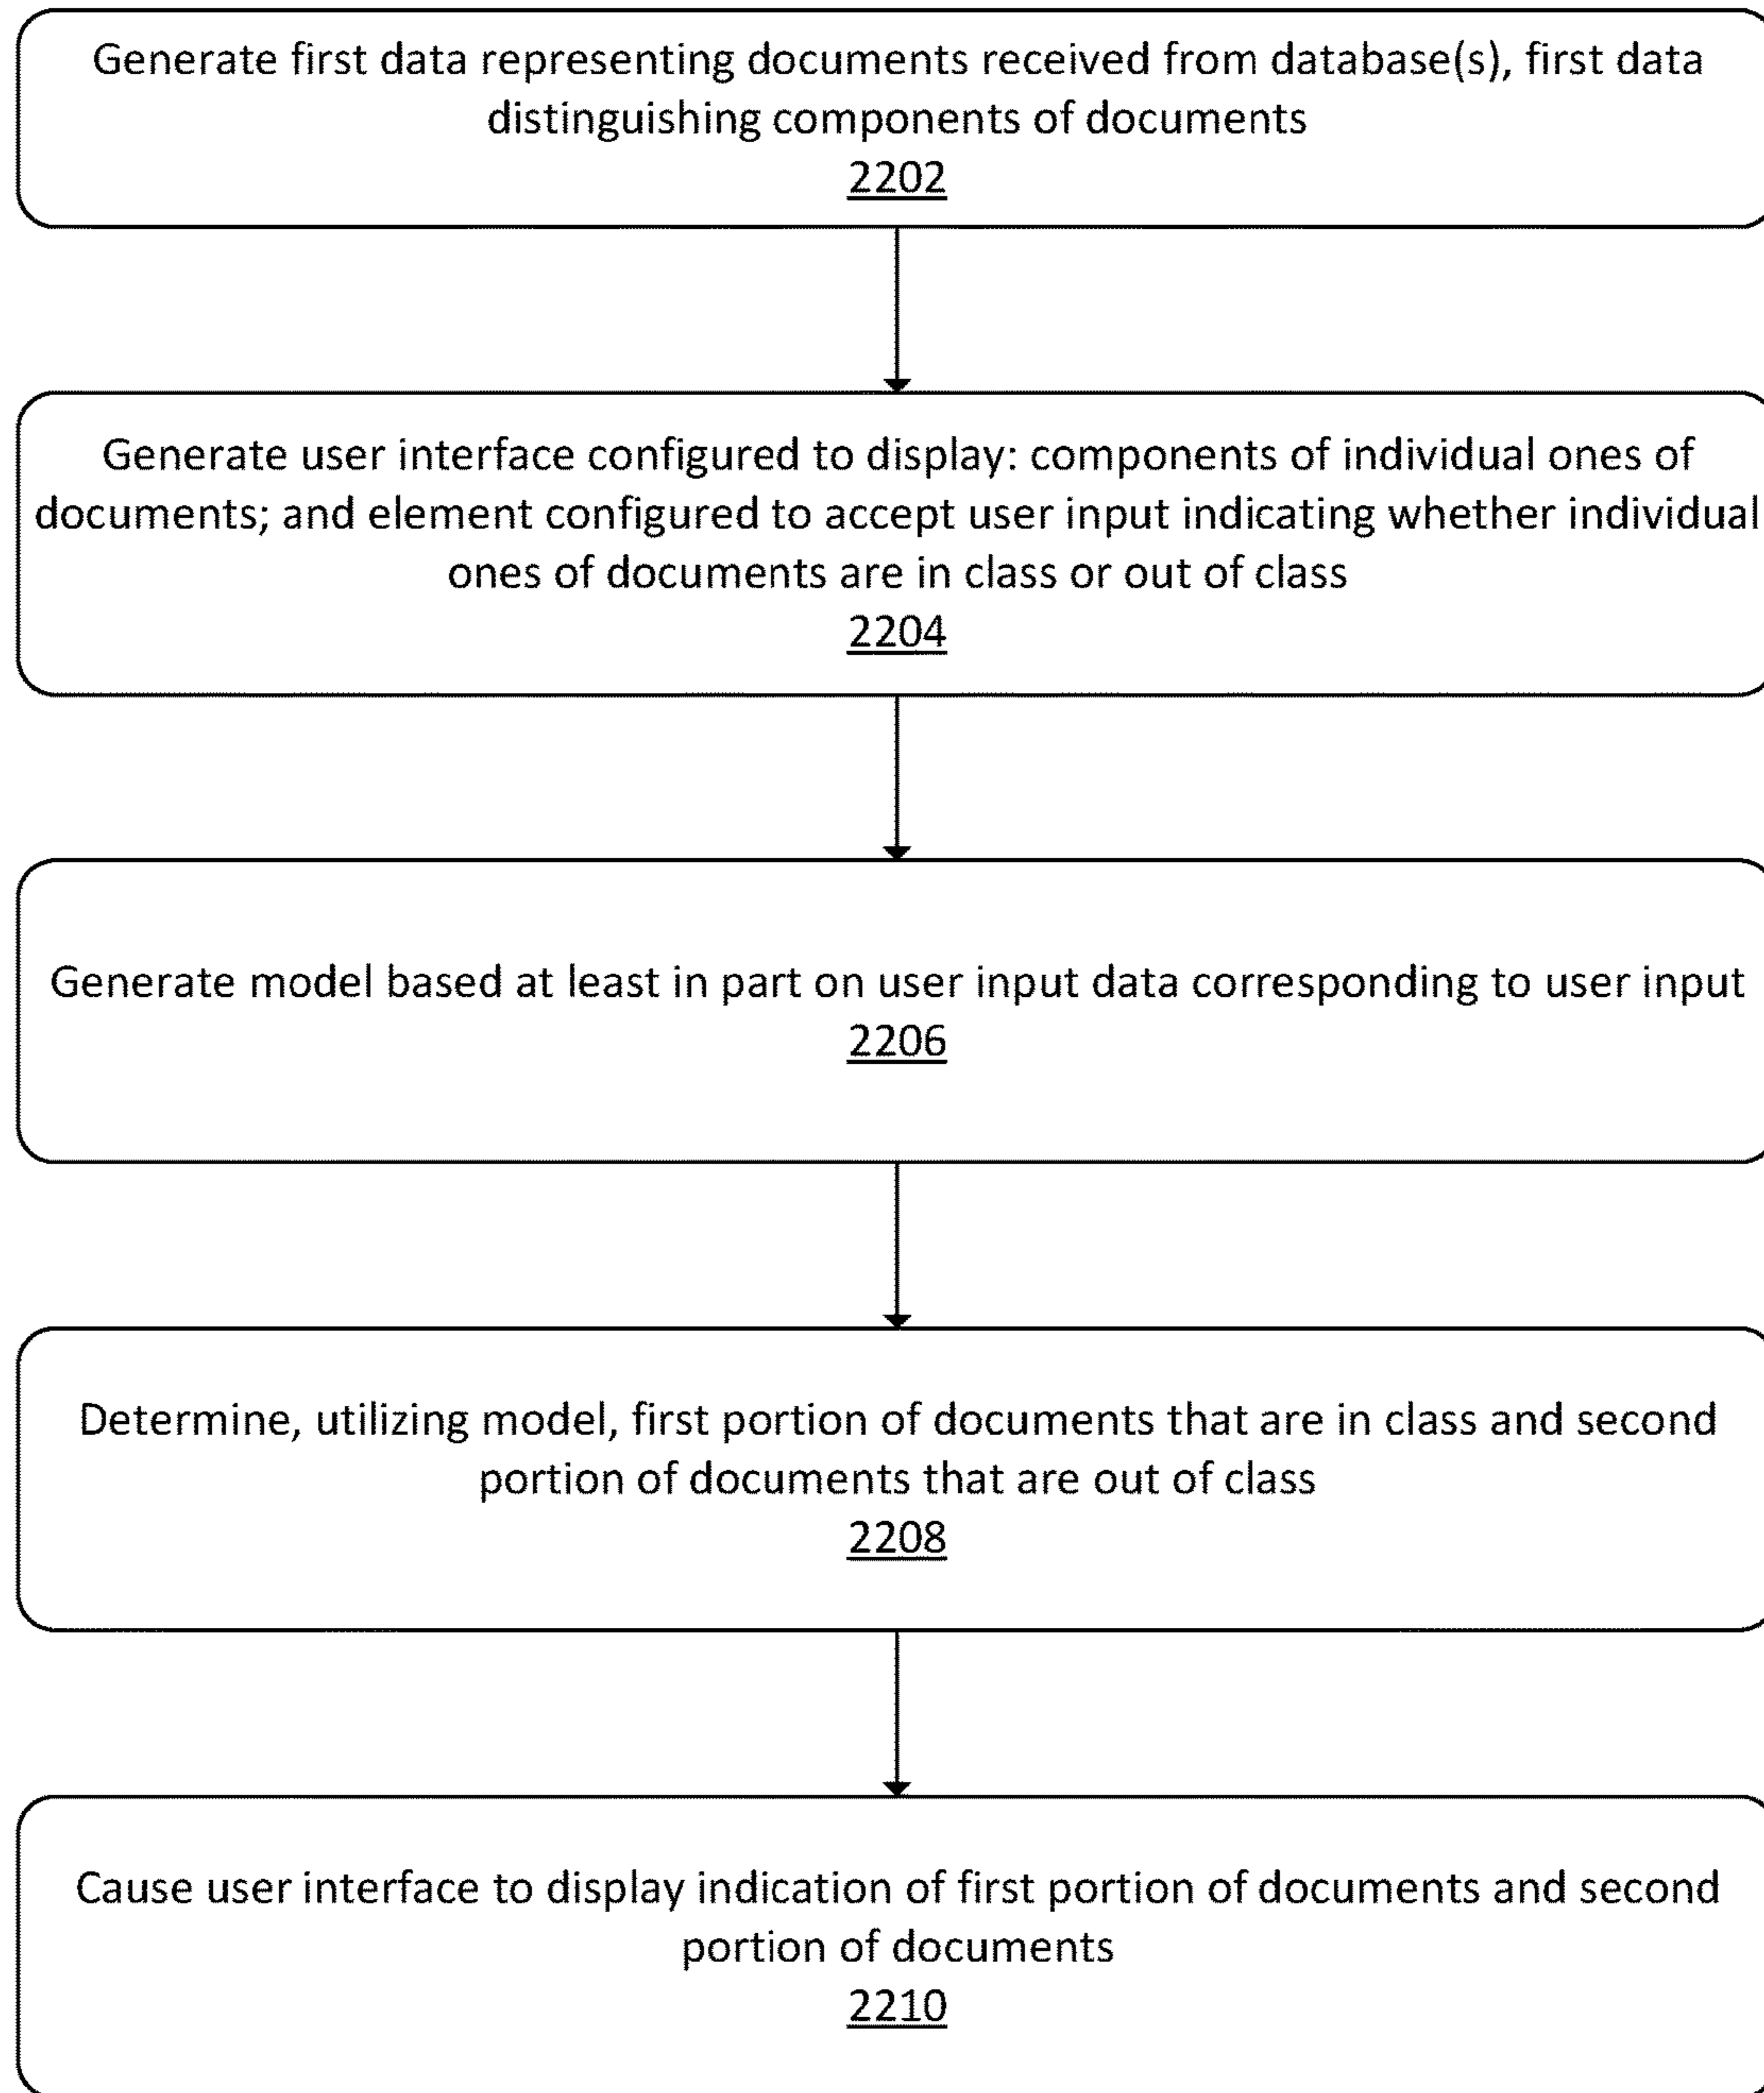 Generate first data representing documents received from database(s), first data
distinguishing components of documents
2202
Generate user interface configured to display: components of individual ones of
documents; and element configured to accept user input indicating whether individual
ones of documents are in class or out of class
2204
Generate model based at least in part on user input data corresponding to user input
2206
Determine, utilizing model, first portion of documents that are in class and second
portion of documents that are out of class
2208
Cause user interface to display indication of first portion of documents and second
portion of documents
2210